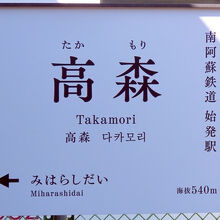 たか もり
高森
Takamori
高森 다카모리
南阿蘇鉄道 始発駅
みはらしだい
Miharashidai
海抜540m